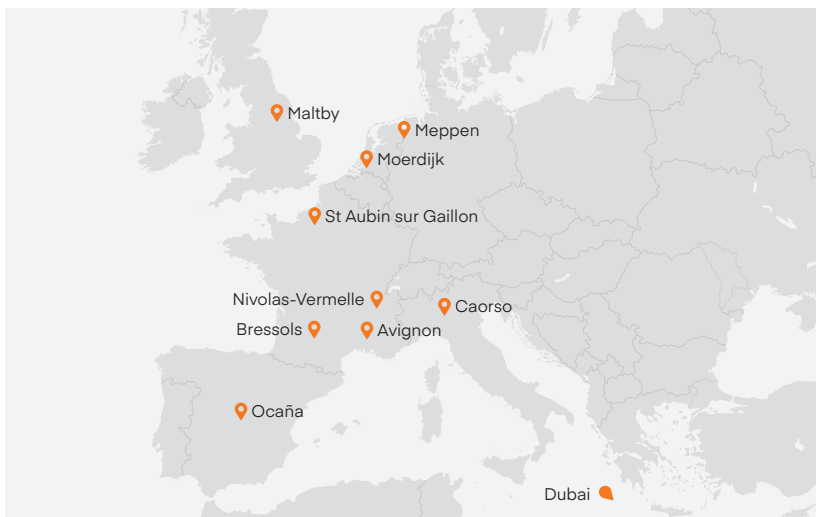 Maltby
Meppen
Moerdijk
St Aubin sur Gaillon
Nivolas-Vermelle
Caorso
Bressols
Avignon
Ocaña
Dubai